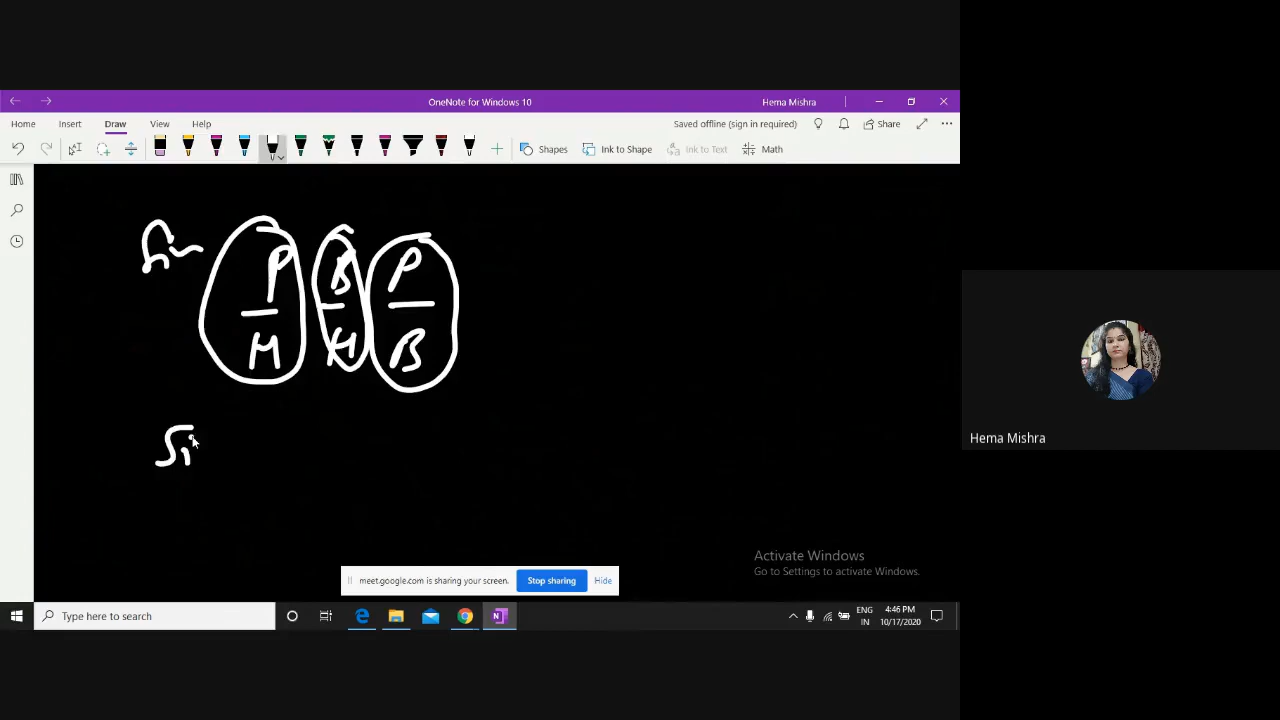 OneNote for Windows 10
Hema Mishra
Home Insert Draw View Help
Saved offline (sign in required)
Share
Shapes
Ink to Shape
Ink to Text
Math
P B P
H H B
Si
Hema Mishra
Activate Windows
Go to Settings to activate Windows.
meet.google.com is sharing your screen.
Stop sharing
Hide
Type here to search
ENG
IN
4:46 PM
10/17/2020